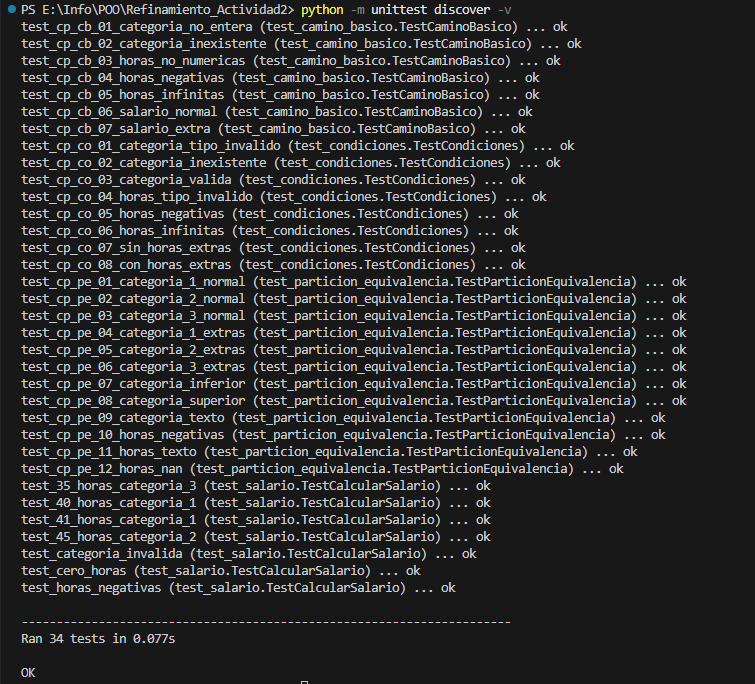 PS E:\Info\POO\Refinamiento_Actividad2> python -m unittest discover -v
test_cp_cb_01_categoria_no_entera (test_camino_basico.TestCaminoBasico) ... ok
test_cp_cb_02_categoria_inexistente (test_camino_basico.TestCaminoBasico) ... ok
test_cp_cb_03_horas_no_numericas (test_camino_basico.TestCaminoBasico) ... ok
test_cp_cb_04_horas_negativas (test_camino_basico.TestCaminoBasico) ... ok
test_cp_cb_05_horas_infinitas (test_camino_basico.TestCaminoBasico) ... ok
test_cp_cb_06_salario_normal (test_camino_basico.TestCaminoBasico) ... ok
test_cp_cb_07_salario_extra (test_camino_basico.TestCaminoBasico) ... ok
test_cp_co_01_categoria_tipo_invalido (test_condiciones.TestCondiciones) ... ok
test_cp_co_02_categoria_inexistente (test_condiciones.TestCondiciones) ... ok
test_cp_co_03_categoria_valida (test_condiciones.TestCondiciones) ... ok
test_cp_co_04_horas_tipo_invalido (test_condiciones.TestCondiciones) ... ok
test_cp_co_05_horas_negativas (test_condiciones.TestCondiciones) ... ok
test_cp_co_06_horas_infinitas (test_condiciones.TestCondiciones) ... ok
test_cp_co_07_sin_horas_extras (test_condiciones.TestCondiciones) ... ok
test_cp_co_08_con_horas_extras (test_condiciones.TestCondiciones) ... ok
test_cp_pe_01_categoria_1_normal (test_particion_equivalencia.TestParticionEquivalencia) ... ok
test_cp_pe_02_categoria_2_normal (test_particion_equivalencia.TestParticionEquivalencia) ... ok
test_cp_pe_03_categoria_3_normal (test_particion_equivalencia.TestParticionEquivalencia) ... ok
test_cp_pe_04_categoria_1_extras (test_particion_equivalencia.TestParticionEquivalencia) ... ok
test_cp_pe_05_categoria_2_extras (test_particion_equivalencia.TestParticionEquivalencia) ... ok
test_cp_pe_06_categoria_3_extras (test_particion_equivalencia.TestParticionEquivalencia) ... ok
test_cp_pe_07_categoria_inferior (test_particion_equivalencia.TestParticionEquivalencia) ... ok
test_cp_pe_08_categoria_superior (test_particion_equivalencia.TestParticionEquivalencia) ... ok
test_cp_pe_09_categoria_texto (test_particion_equivalencia.TestParticionEquivalencia) ... ok
test_cp_pe_10_horas_negativas (test_particion_equivalencia.TestParticionEquivalencia) ... ok
test_cp_pe_11_horas_texto (test_particion_equivalencia.TestParticionEquivalencia) ... ok
test_cp_pe_12_horas_nan (test_particion_equivalencia.TestParticionEquivalencia) ... ok
test_35_horas_categoria_3 (test_salario.TestCalcularSalario) ... ok
test_40_horas_categoria_1 (test_salario.TestCalcularSalario) ... ok
test_41_horas_categoria_1 (test_salario.TestCalcularSalario) ... ok
test_45_horas_categoria_2 (test_salario.TestCalcularSalario) ... ok
test_categoria_invalida (test_salario.TestCalcularSalario) ... ok
test_cero_horas (test_salario.TestCalcularSalario) ... ok
test_horas_negativas (test_salario.TestCalcularSalario) ... ok
----------------------------------------------------------------------
Ran 34 tests in 0.077s
OK